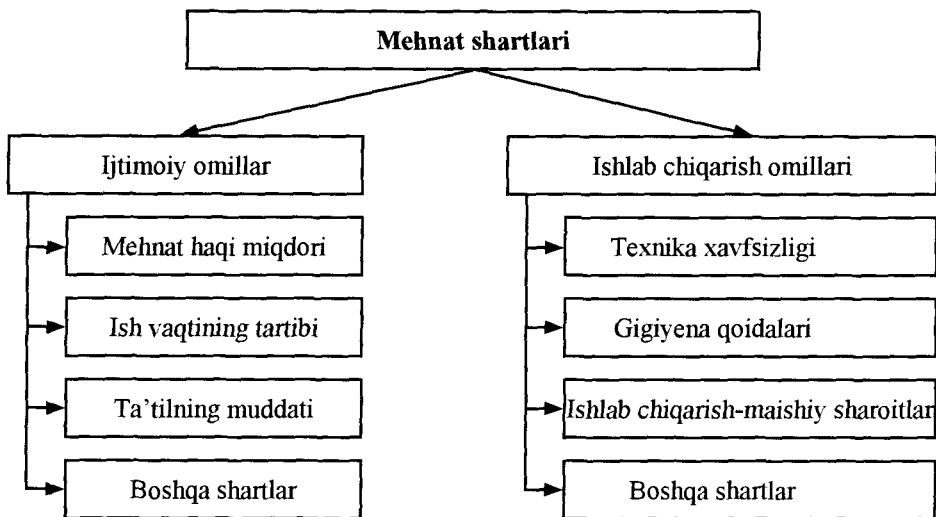 Mehnat shartlari
Ijtimoiy omillar
Mehnat haqi miqdori
Ish vaqtining tartibi
Ta’tilning muddati
Boshqa shartlar
Ishlab chiqarish omillari
Texnika xavfsizligi
Gigiyena qoidalari
Ishlab chiqarish-maishiy sharoitlar
Boshqa shartlar